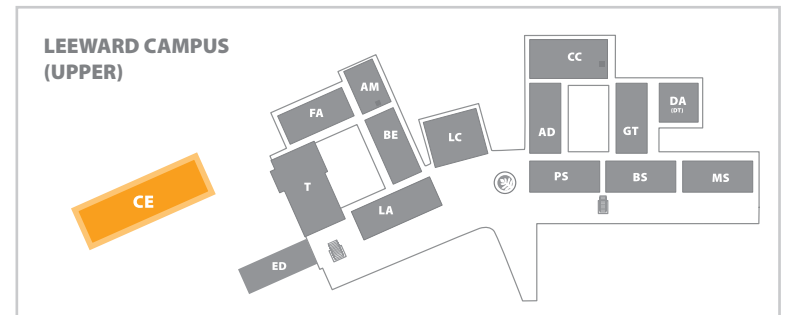 LEEWARD CAMPUS
(UPPER)
CC
AM
DA
(DT)
FA
BE
LC
AD
GT
PS
BS
MS
T
CE
LA
ED